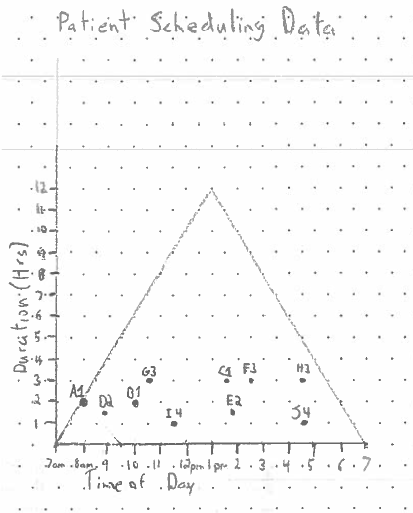 Patient Scheduling Data
12
11
10
9
8
7
6
5
4
3
2
1
Duration (Hrs)
G3 C1 F3 H3
A1 D2 B1 E2
I4 J4
7am 8am 9 10 11 12pm 1pm 2 3 4 5 6 7
Time of Day